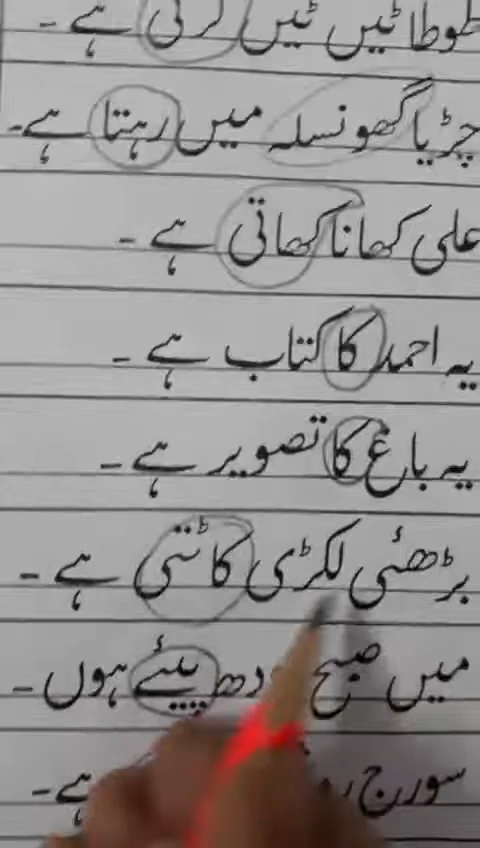 طوطا ٹیں ٹیں کرتی ہے۔
چڑیا گھونسلہ میں رہتا ہے۔
علی کھانا کھاتی ہے۔
یہ احمد کا کتاب ہے۔
یہ باغ کا تصویر ہے۔
بڑھئی لکڑی کاٹتی ہے۔
میں صبح پیئے ہوں۔
سورج ہے۔